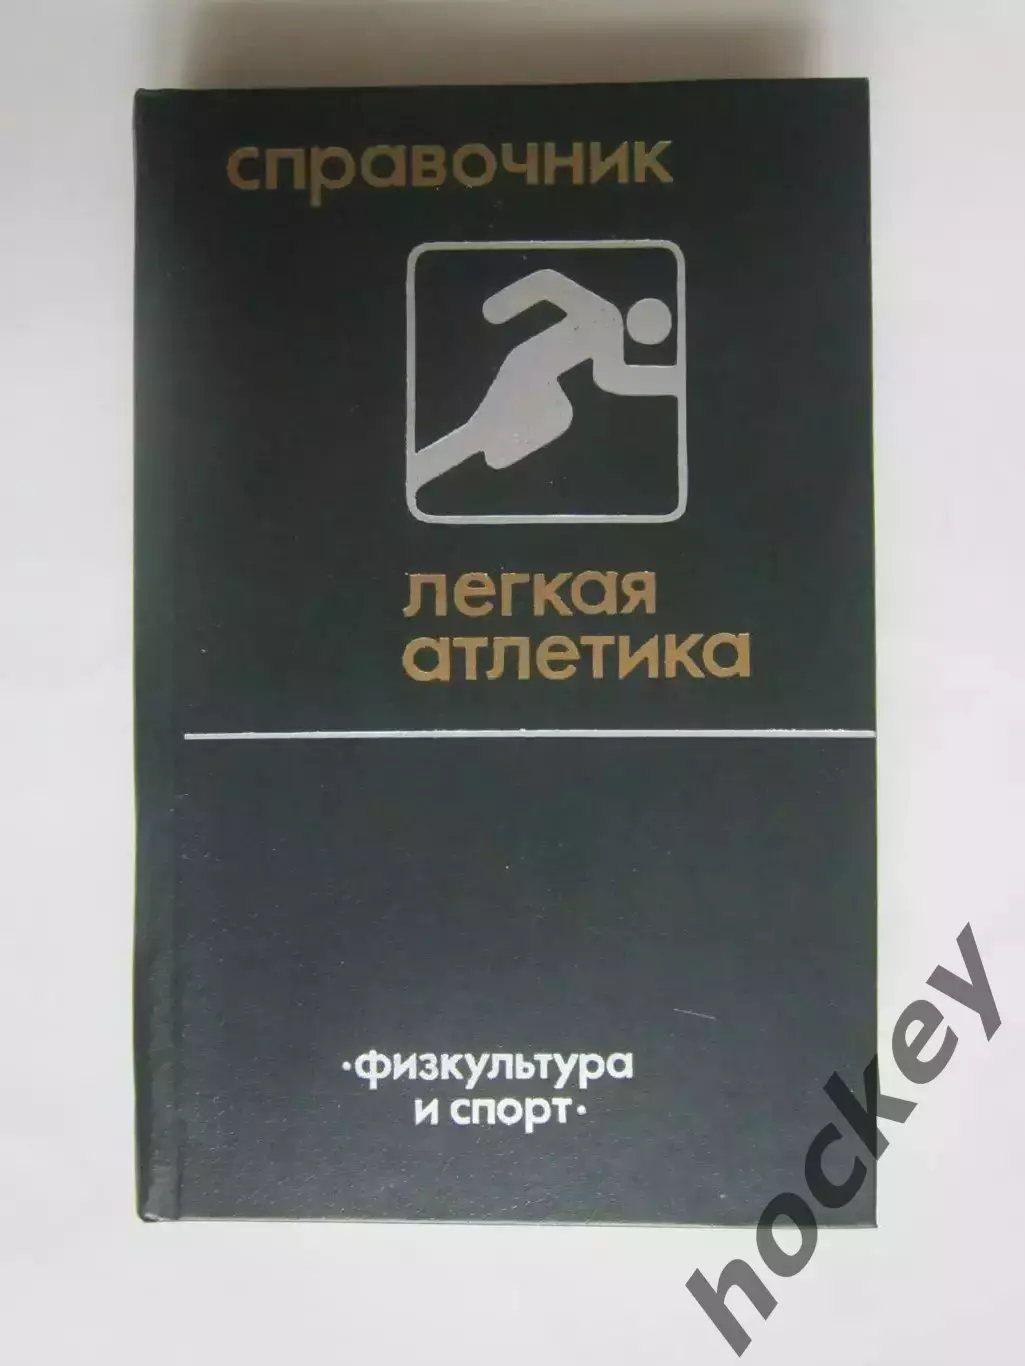 справочник
легкая
атлетика
•физкультура
и спорт•
hockey